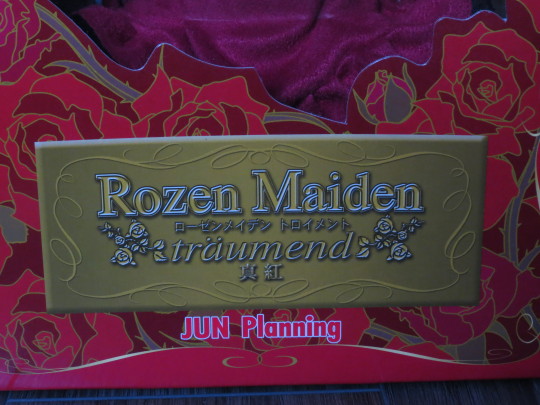 Rozen Maiden
ローゼンメイデン トロイメント
träumend
真紅
JUN Planning